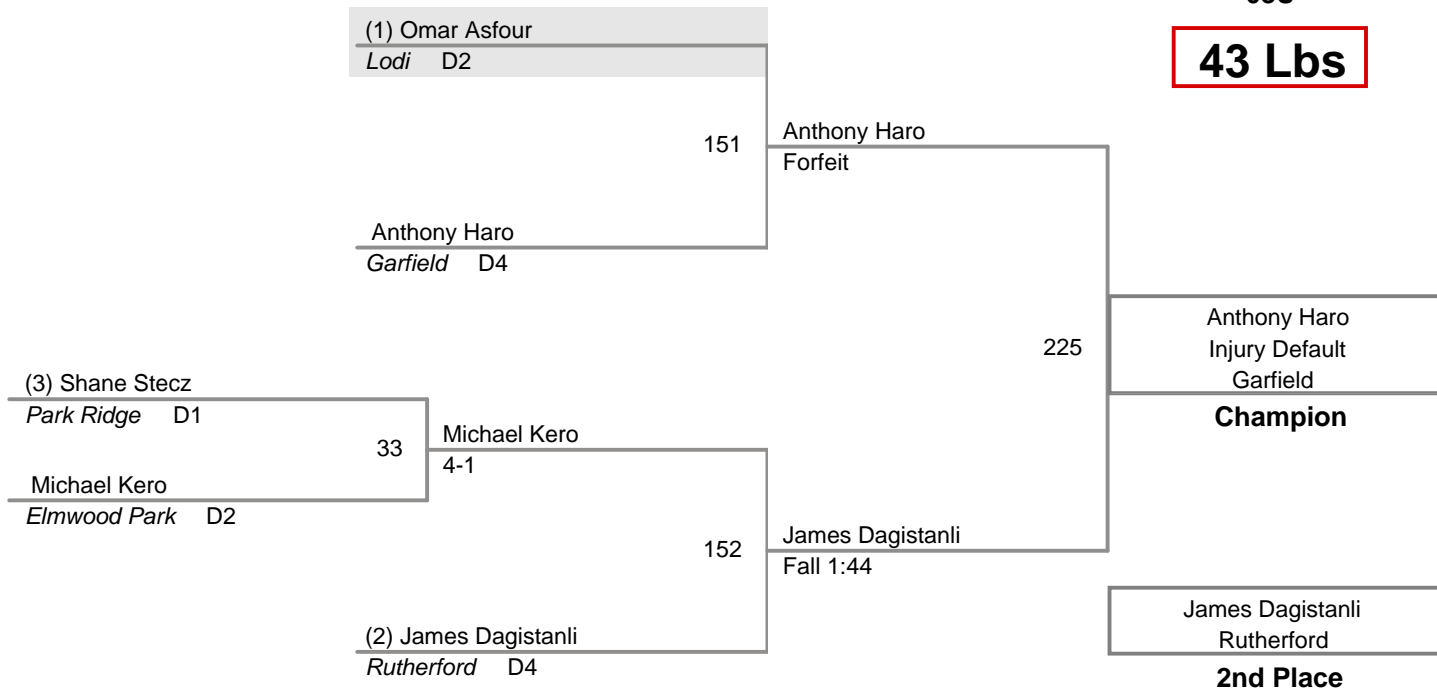 43 Lbs
(1) Omar Asfour
Lodi D2
151
Anthony Haro
Forfeit
Anthony Haro
Garfield D4
225
Anthony Haro
Injury Default
Garfield
Champion
(3) Shane Stecz
Park Ridge D1
33
Michael Kero
4-1
Michael Kero
Elmwood Park D2
152
James Dagistanli
Fall 1:44
(2) James Dagistanli
Rutherford D4
James Dagistanli
Rutherford
2nd Place